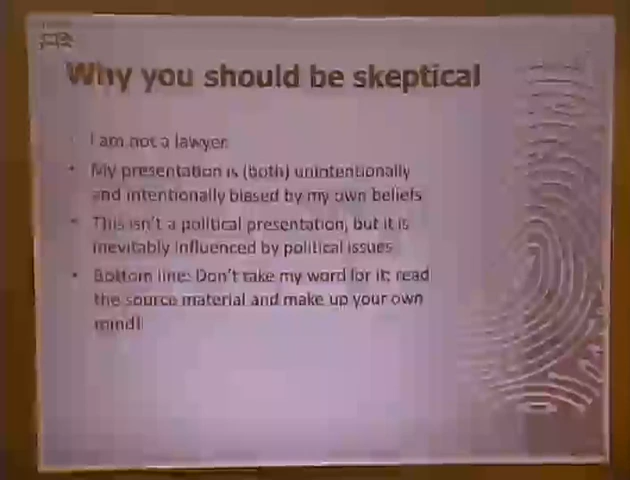 Why you should be skeptical
• I am not a lawyer.
• My presentation is (both) unintentionally
and intentionally biased by my own beliefs
• This isn't a political presentation, but it is
inevitably influenced by political issues
• Bottom line: Don't take my word for it; read
the source material and make up your own
mind!